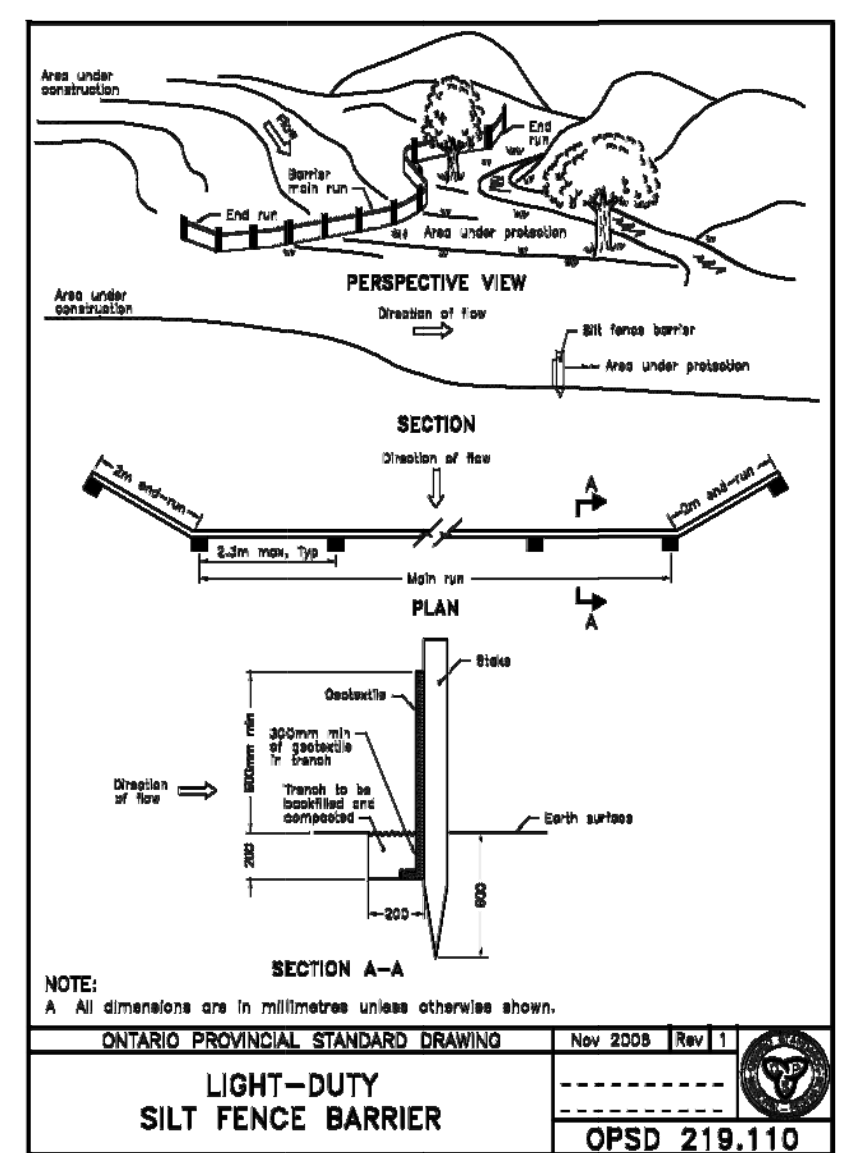 Area under
construction
Flow
Barrier
main run
End run
End
run
Area under protection
PERSPECTIVE VIEW
Area under
construction
Direction of flow
Silt fence barrier
Area under protection
SECTION
Direction of flow
2m end-run
A
2m end-run
2.3m max, Typ
Main run
PLAN
A
Stake
Geotextile
300mm min
of geotextile
in trench
Direction
of flow
Trench to be
backfilled and
compacted
Earth surface
200
200
SECTION A-A
NOTE:
A All dimensions are in millimetres unless otherwise shown.
ONTARIO PROVINCIAL STANDARD DRAWING
Nov 2006 Rev 1
LIGHT-DUTY
SILT FENCE BARRIER
OPSD 219.110